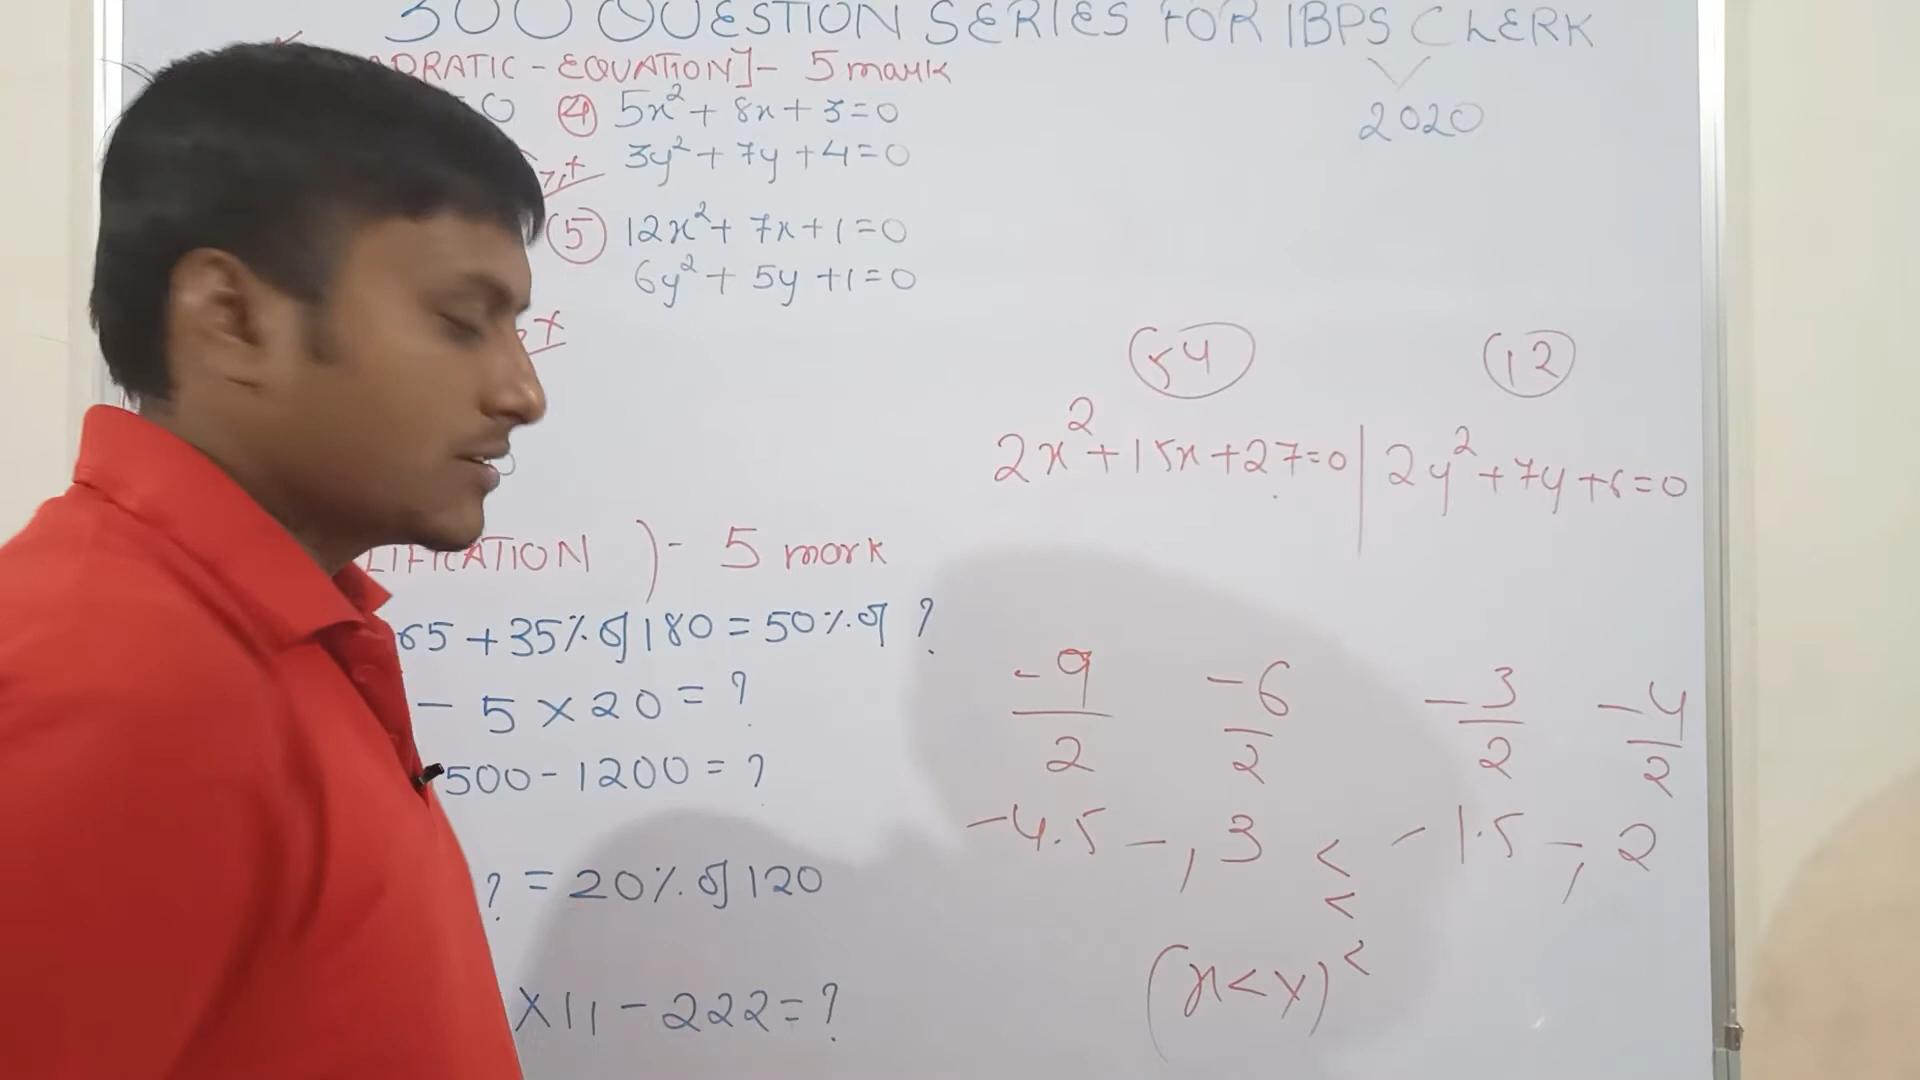 300 QUESTION SERIES FOR IBPS CLERK
2020
DRATIC - EQUATION] - 5 mark
0 ④ 5x² + 8x + 3 = 0
3y² + 7y + 4 = 0
⑤ 12x² + 7x + 1 = 0
6y² + 5y + 1 = 0
LIFICATION ) - 5 mark
65 + 35% of 180 = 50% of ?
- 5 × 20 = ?
500 - 1200 = ?
? = 20% of 120
× 11 - 222 = ?
54 12
2x² + 15x + 27 = 0 | 2y² + 7y + 6 = 0
-9/2 -6/2 -3/2 -4/2
-4.5 -, 3 < -1.5 -, 2
<
(x < y) <